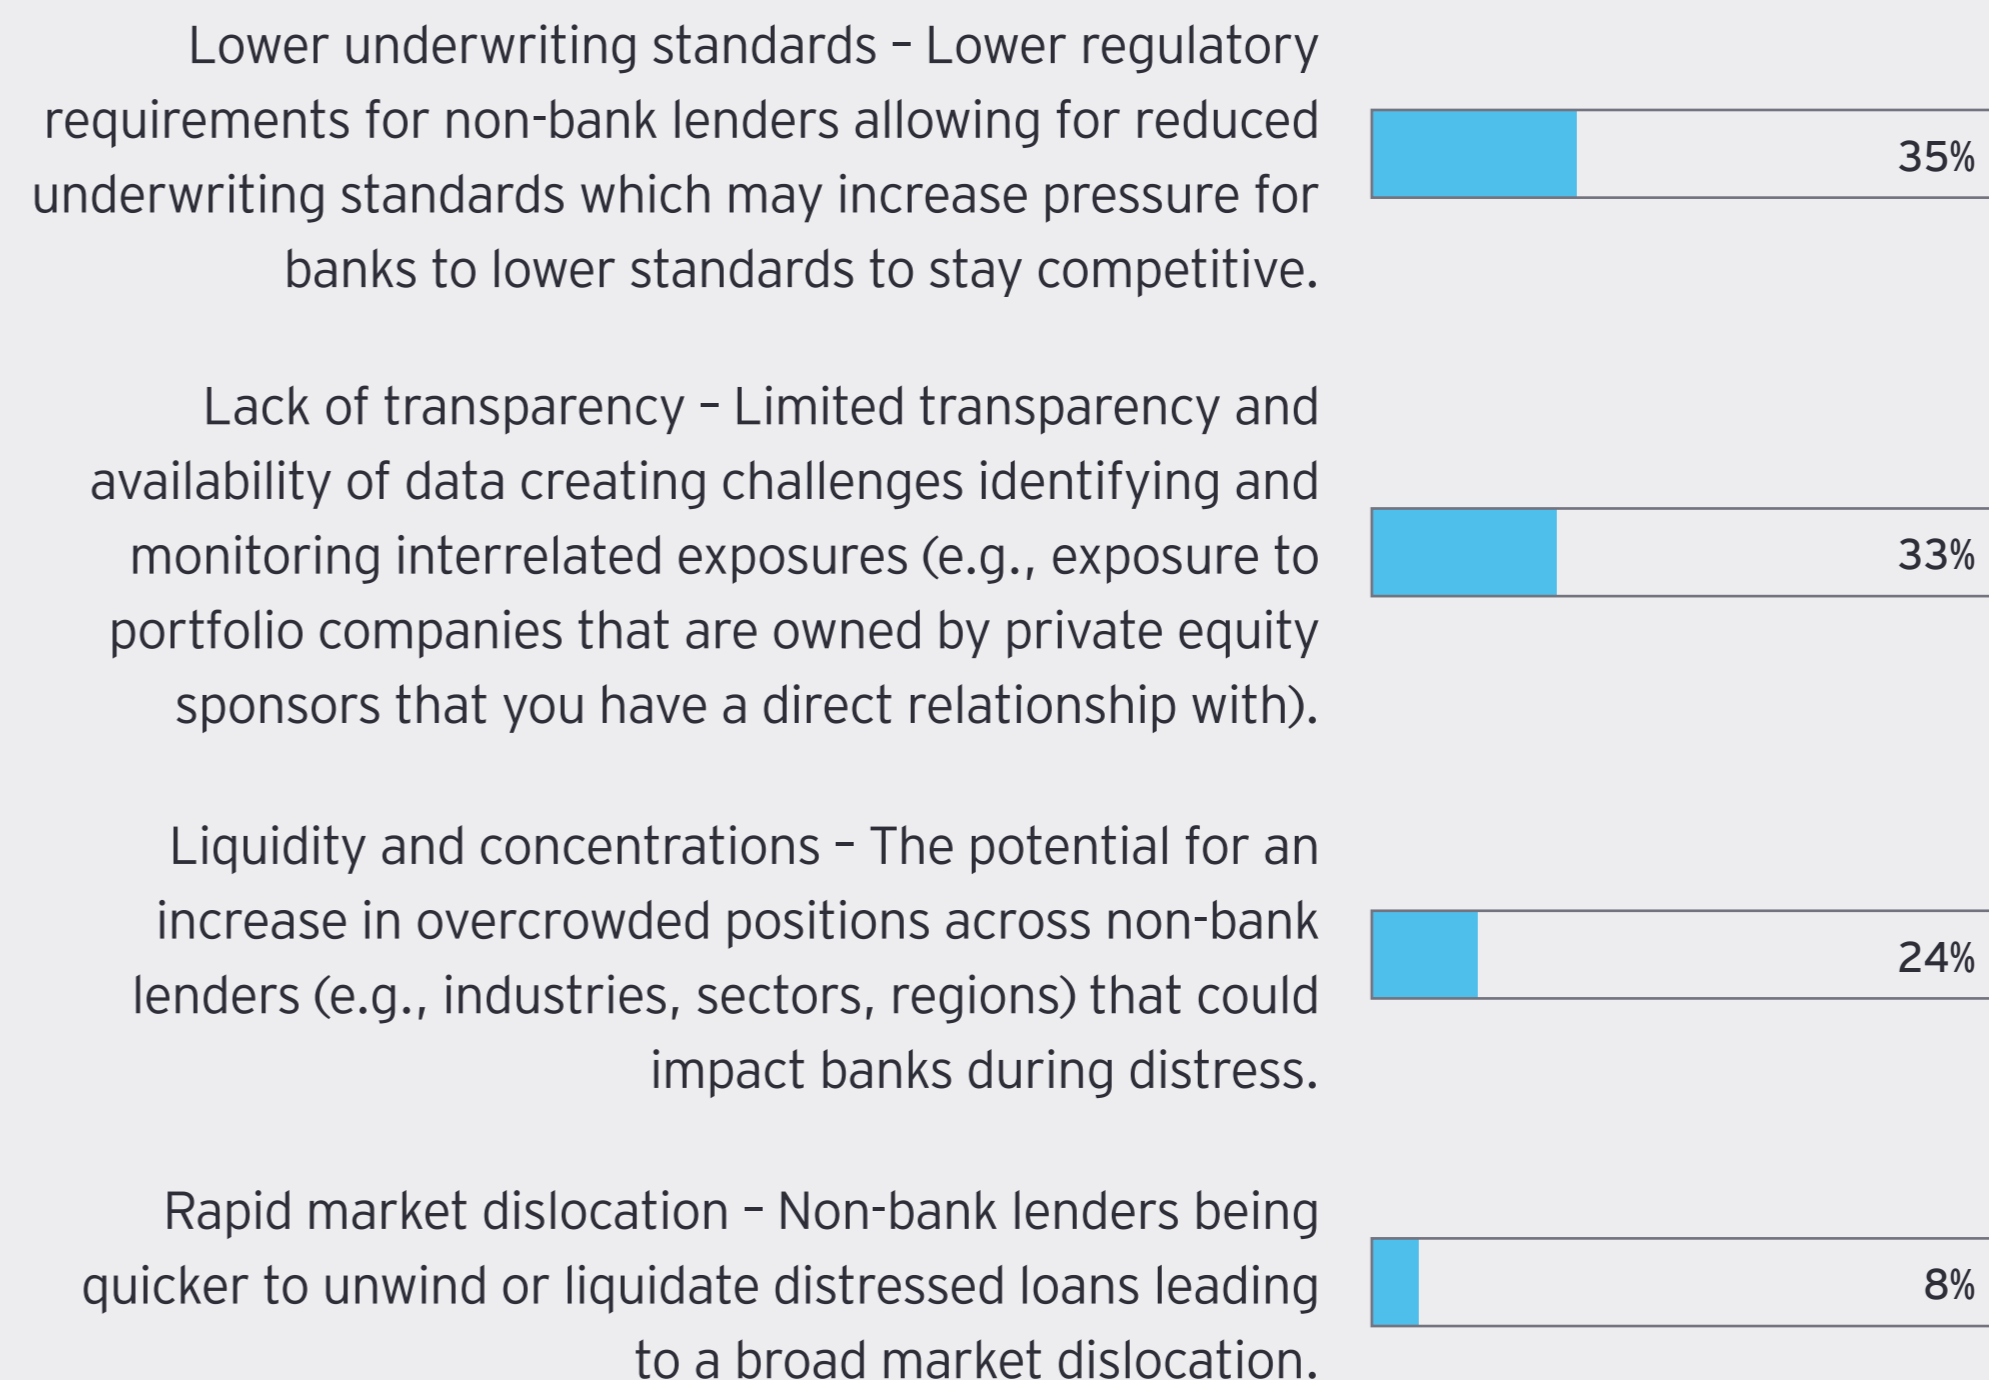 Lower underwriting standards – Lower regulatory
requirements for non-bank lenders allowing for reduced
underwriting standards which may increase pressure for
banks to lower standards to stay competitive.
35%
Lack of transparency – Limited transparency and
availability of data creating challenges identifying and
monitoring interrelated exposures (e.g., exposure to
portfolio companies that are owned by private equity
sponsors that you have a direct relationship with).
33%
Liquidity and concentrations – The potential for an
increase in overcrowded positions across non-bank
lenders (e.g., industries, sectors, regions) that could
impact banks during distress.
24%
Rapid market dislocation – Non-bank lenders being
quicker to unwind or liquidate distressed loans leading
to a broad market dislocation.
8%